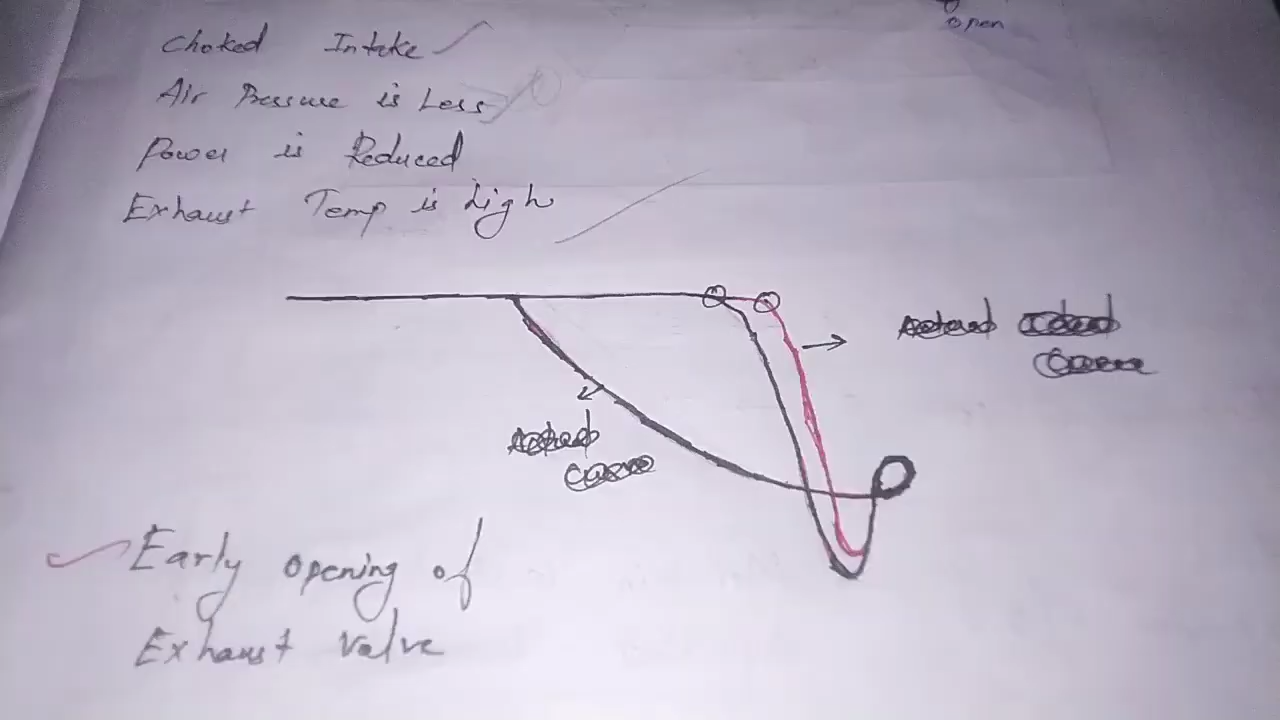 open
Choked Intake
Air Pressure is Less
Power is Reduced
Exhaust Temp is high
Early opening of
Exhaust valve